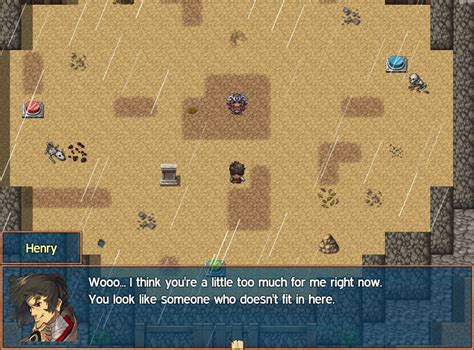 Henry
Wooo.. I think you're a little too much for me right now.
You look like someone who doesn't fit in here.